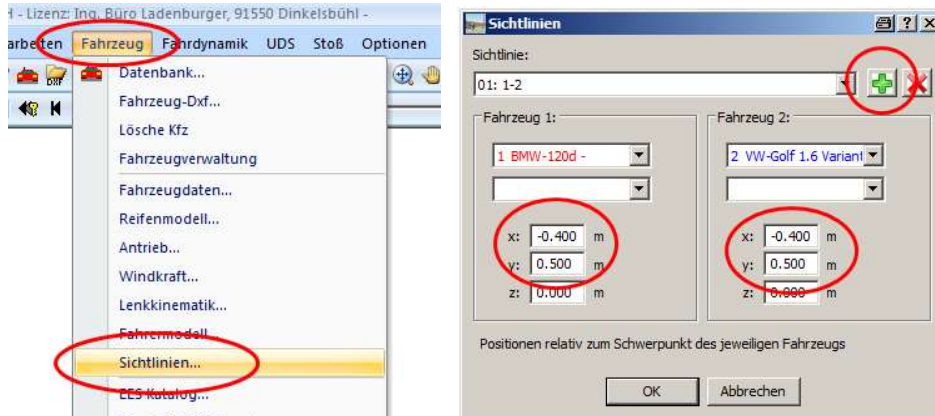 H - Lizenz: Ing. Büro Ladenburger, 91550 Dinkelsbühl -
arbeiten Fahrzeug Fahrdynamik UDS Stoß Optionen
DXF
Datenbank...
Fahrzeug-Dxf...
Lösche Kfz
Fahrzeugverwaltung
Fahrzeugdaten...
Reifenmodell...
Antrieb...
Windkraft...
Lenkkinematik...
Fahrermodell...
Sichtlinien...
EES Katalog...
Sichtlinien
Sichtlinie:
01: 1-2
Fahrzeug 1:
1 BMW-120d -
x: -0.400 m
y: 0.500 m
z: 0.000 m
Fahrzeug 2:
2 VW-Golf 1.6 Variant
x: -0.400 m
y: 0.500 m
z: 0.000 m
Positionen relativ zum Schwerpunkt des jeweiligen Fahrzeugs
OK Abbrechen